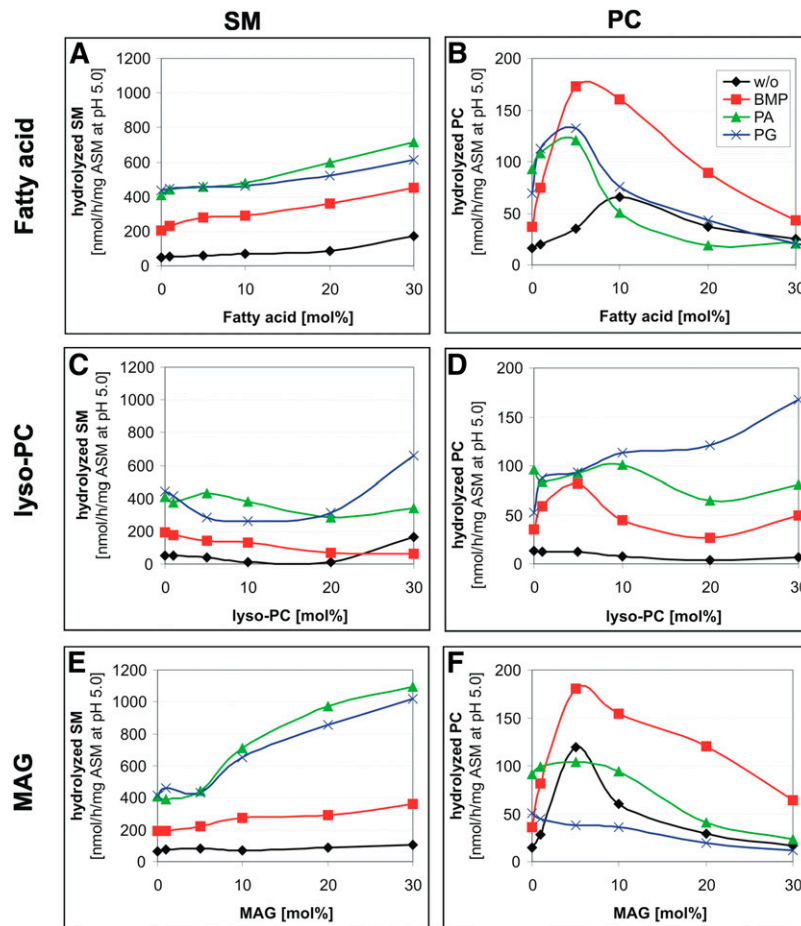 SM
PC
Fatty acid
A
hydrolyzed SM
[nmol/h/mg ASM at pH 5.0]
1200
1000
800
600
400
200
0
0
10
20
30
Fatty acid [mol%]
B
hydrolyzed PC
[nmol/h/mg ASM at pH 5.0]
200
150
100
50
0
0
10
20
30
Fatty acid [mol%]
w/o
BMP
PA
PG
lyso-PC
C
hydrolyzed SM
[nmol/h/mg ASM at pH 5.0]
1200
1000
800
600
400
200
0
0
10
20
30
lyso-PC [mol%]
D
hydrolyzed PC
[nmol/h/mg ASM at pH 5.0]
200
150
100
50
0
0
10
20
30
lyso-PC [mol%]
MAG
E
hydrolyzed SM
[nmol/h/mg ASM at pH 5.0]
1200
1000
800
600
400
200
0
0
10
20
30
MAG [mol%]
F
hydrolyzed PC
[nmol/h/mg ASM at pH 5.0]
200
150
100
50
0
0
10
20
30
MAG [mol%]